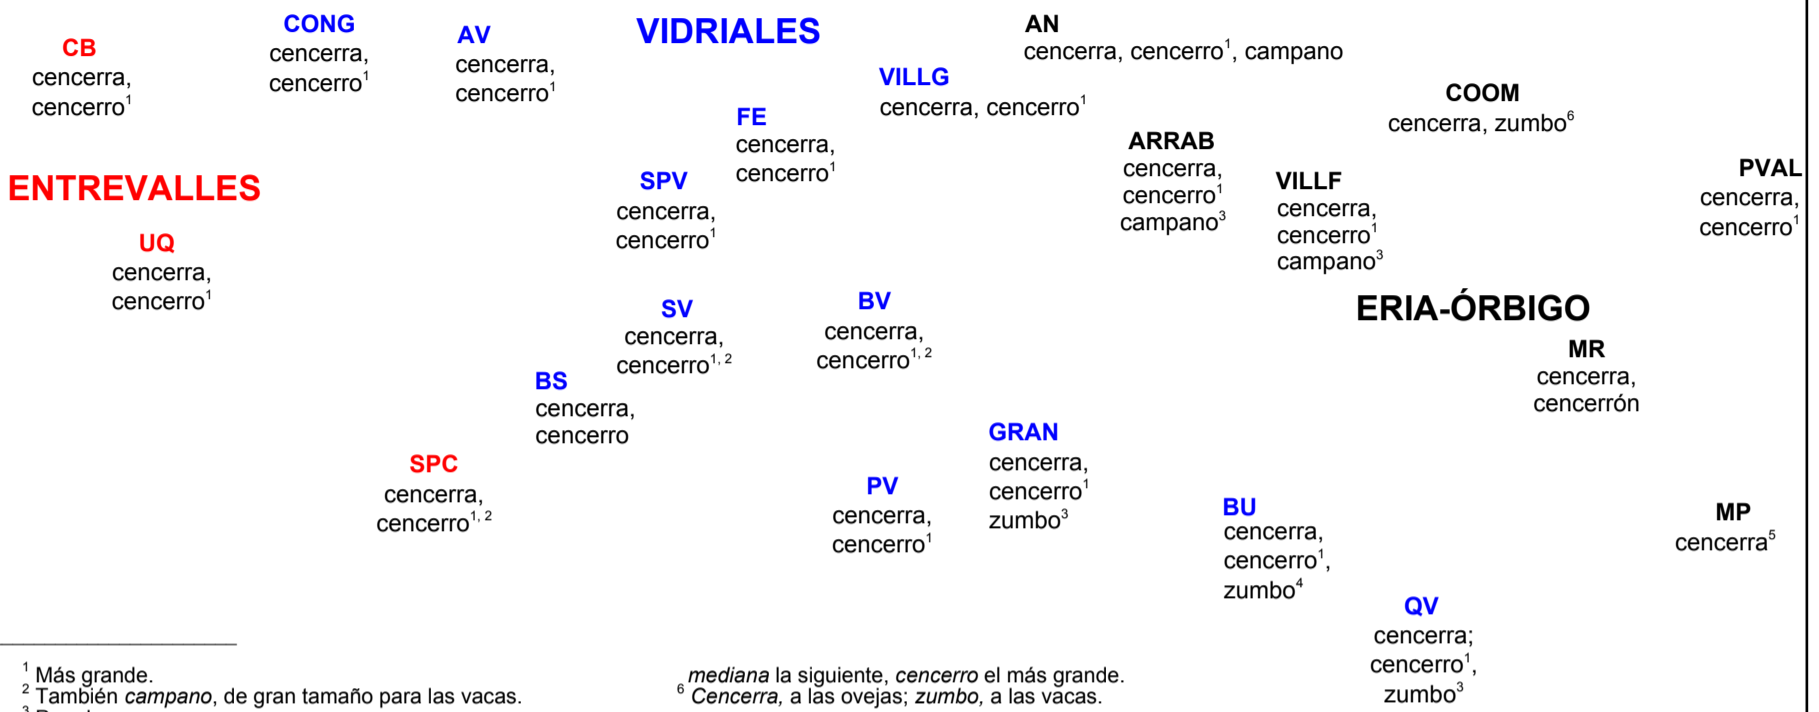 CB
cencerra,
cencerro¹
CONG
cencerra,
cencerro¹
AV
cencerra,
cencerro¹
VIDRIALES
VILLG
cencerra, cencerro¹
AN
cencerra, cencerro¹, campano
COOM
cencerra, zumbo⁶
FE
cencerra,
cencerro¹
ARRAB
cencerra,
cencerro¹
campano³
VILLF
cencerra,
cencerro¹
campano³
PVAL
cencerra,
cencerro¹
ENTREVALLES
SPV
cencerra,
cencerro¹
UQ
cencerra,
cencerro¹
SV
cencerra,
cencerro¹, ²
BV
cencerra,
cencerro¹, ²
ERIA-ÓRBIGO
MR
cencerra,
cencerrón
BS
cencerra,
cencerro
GRAN
cencerra,
cencerro¹
zumbo³
SPC
cencerra,
cencerro¹, ²
PV
cencerra,
cencerro¹
BU
cencerra,
cencerro¹,
zumbo⁴
MP
cencerra⁵
QV
cencerra;
cencerro¹,
zumbo³
¹ Más grande.
² También campano, de gran tamaño para las vacas.
³
mediana la siguiente, cencerro el más grande.
⁶ Cencerra, a las ovejas; zumbo, a las vacas.